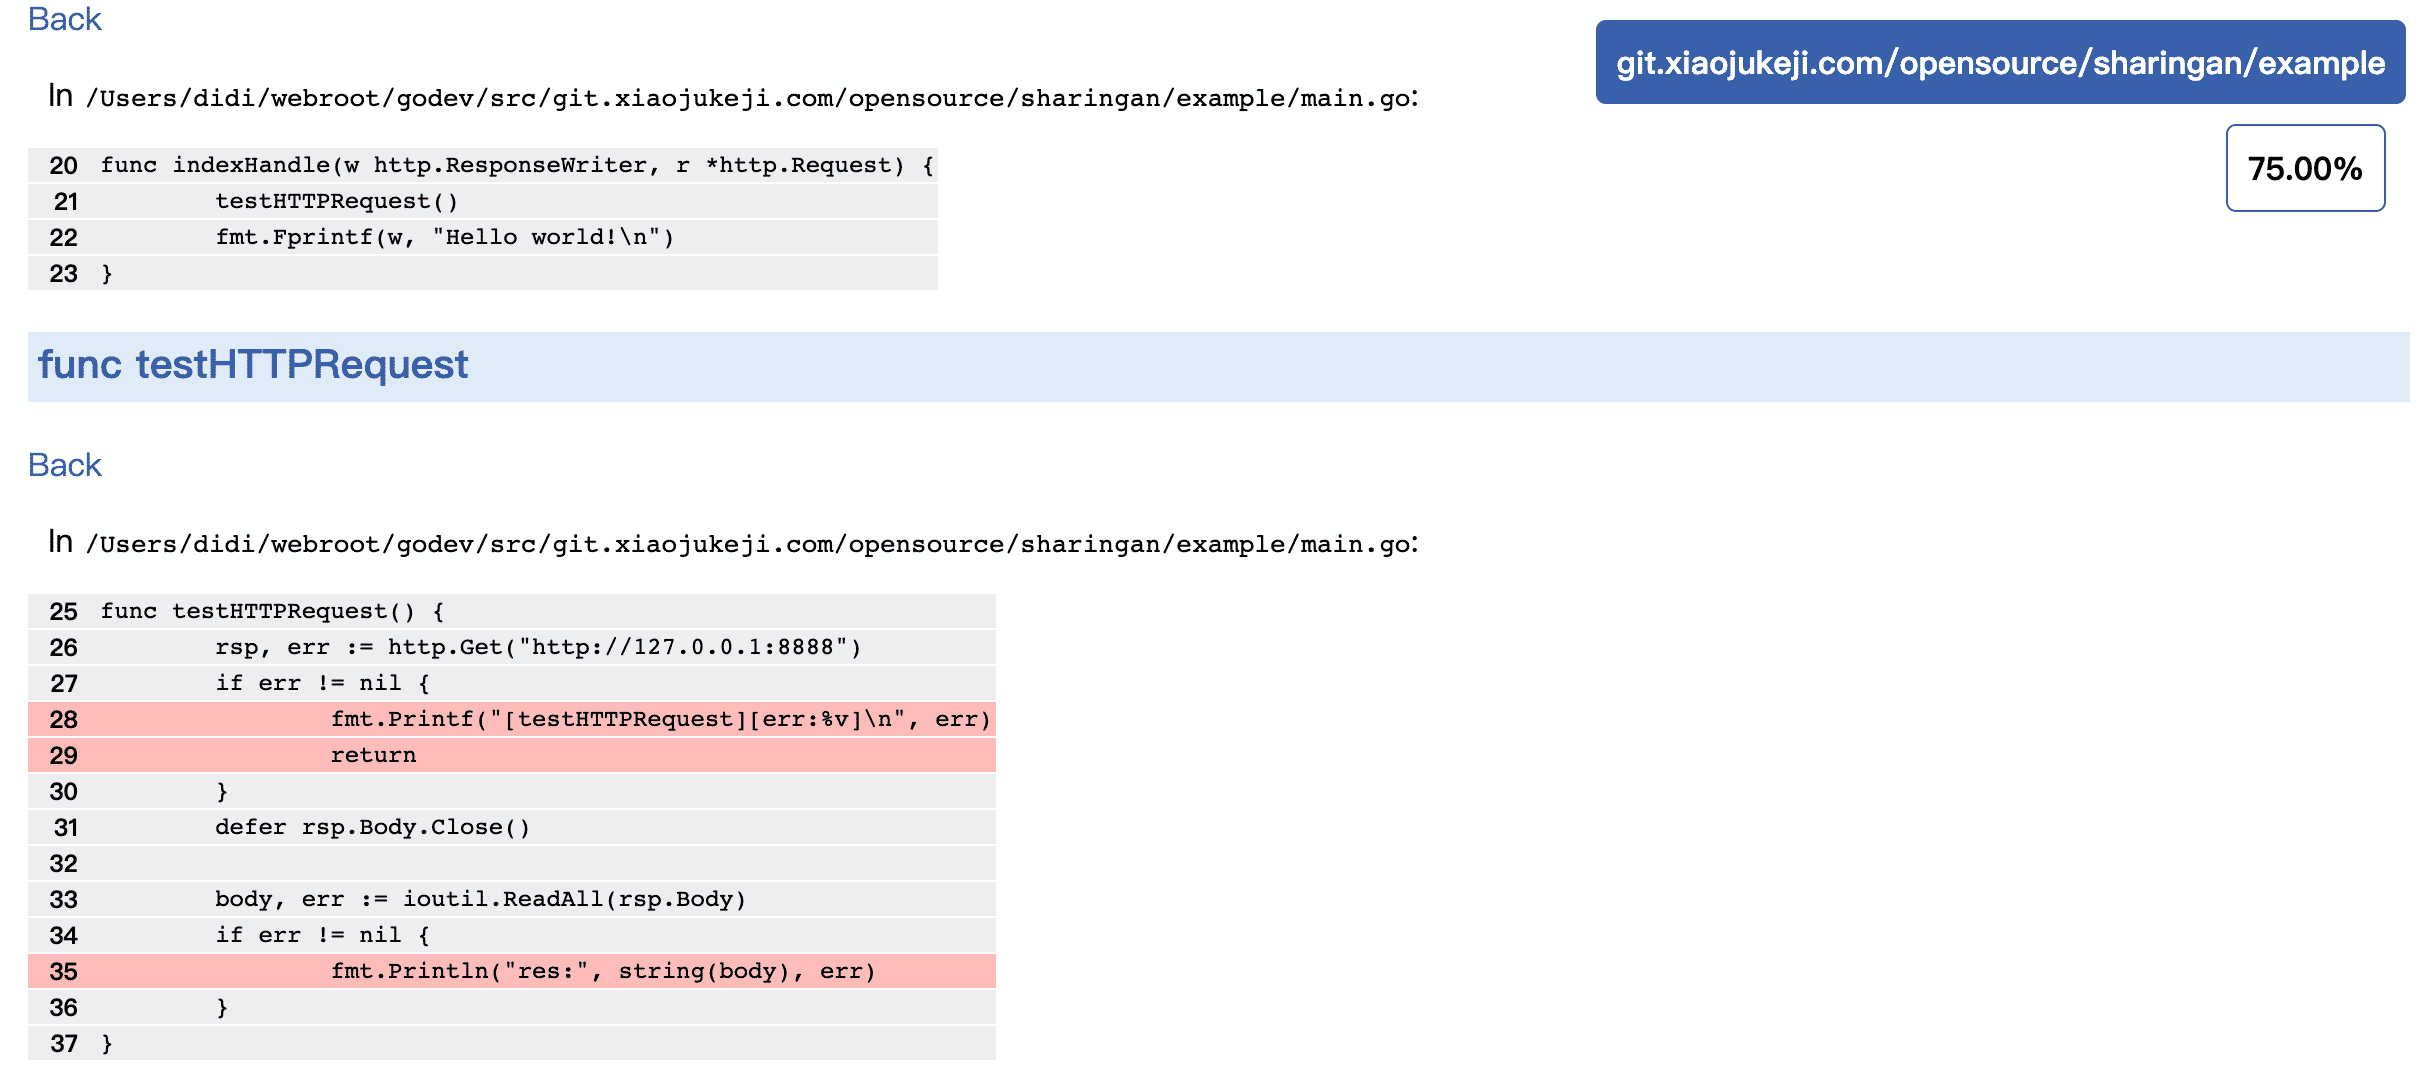 Back
git.xiaojukeji.com/opensource/sharingan/example
In /Users/didi/webroot/godev/src/git.xiaojukeji.com/opensource/sharingan/example/main.go:
75.00%
20 func indexHandle(w http.ResponseWriter, r *http.Request) {
21         testHTTPRequest()
22         fmt.Fprintf(w, "Hello world!\n")
23 }
func testHTTPRequest
Back
In /Users/didi/webroot/godev/src/git.xiaojukeji.com/opensource/sharingan/example/main.go:
25 func testHTTPRequest() {
26         rsp, err := http.Get("http://127.0.0.1:8888")
27         if err != nil {
28                 fmt.Printf("[testHTTPRequest][err:%v]\n", err)
29                 return
30         }
31         defer rsp.Body.Close()
32
33         body, err := ioutil.ReadAll(rsp.Body)
34         if err != nil {
35                 fmt.Println("res:", string(body), err)
36         }
37 }